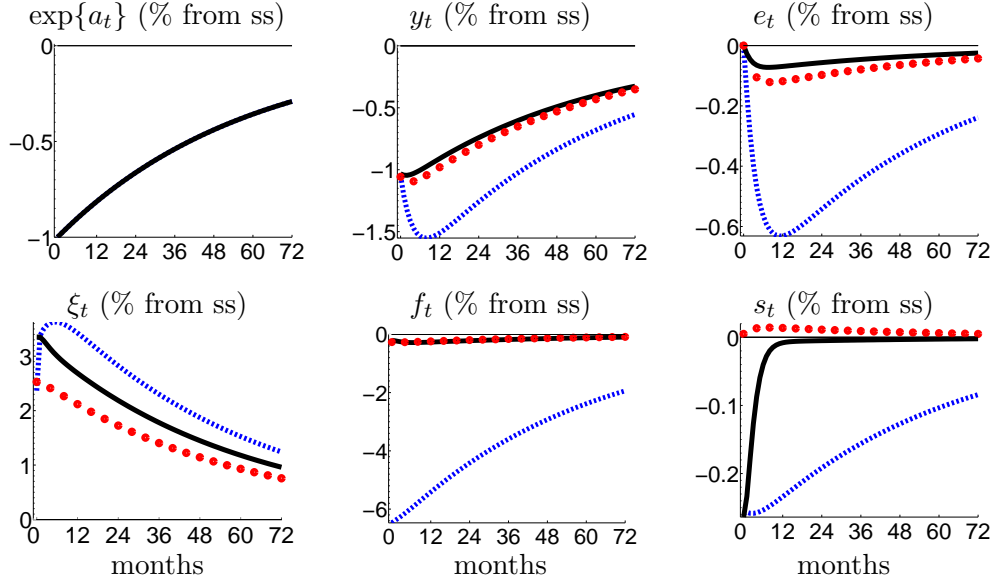 exp{a_t} (% from ss)
y_t (% from ss)
e_t (% from ss)
0
−0.5
−1
0 12 24 36 48 60 72
0
−0.5
−1
−1.5
0 12 24 36 48 60 72
0
−0.2
−0.4
−0.6
0 12 24 36 48 60 72
ξ_t (% from ss)
f_t (% from ss)
s_t (% from ss)
3
2
1
0
0 12 24 36 48 60 72
0
−2
−4
−6
0 12 24 36 48 60 72
0
−0.1
−0.2
0 12 24 36 48 60 72
months
months
months